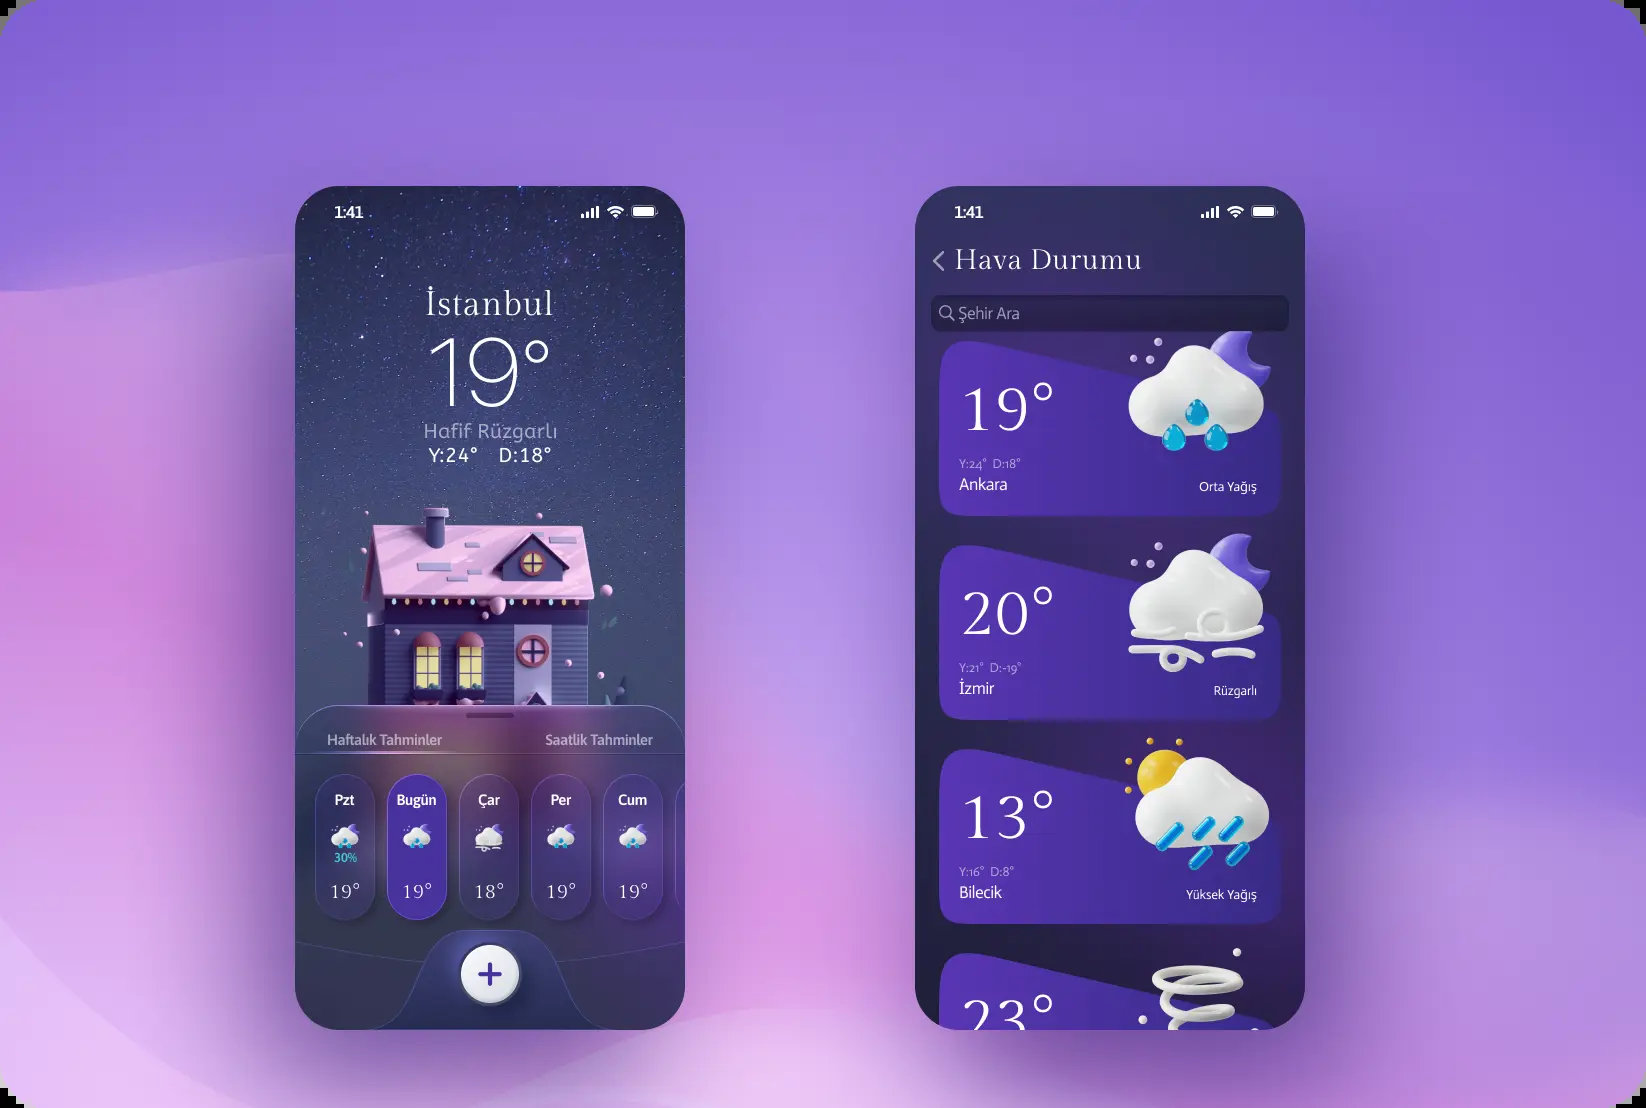 1:41
İstanbul
19°
Hafif Rüzgarlı
Y:24° D:18°
Haftalık Tahminler Saatlik Tahminler
Pzt Bugün Çar Per Cum
30%
19° 19° 18° 19° 19°
1:41
Hava Durumu
Şehir Ara
19°
Y:24° D:18°
Ankara
Orta Yağış
20°
Y:21° D:-19°
İzmir
Rüzgarlı
13°
Y:16° D:8°
Bilecik
Yüksek Yağış
23°